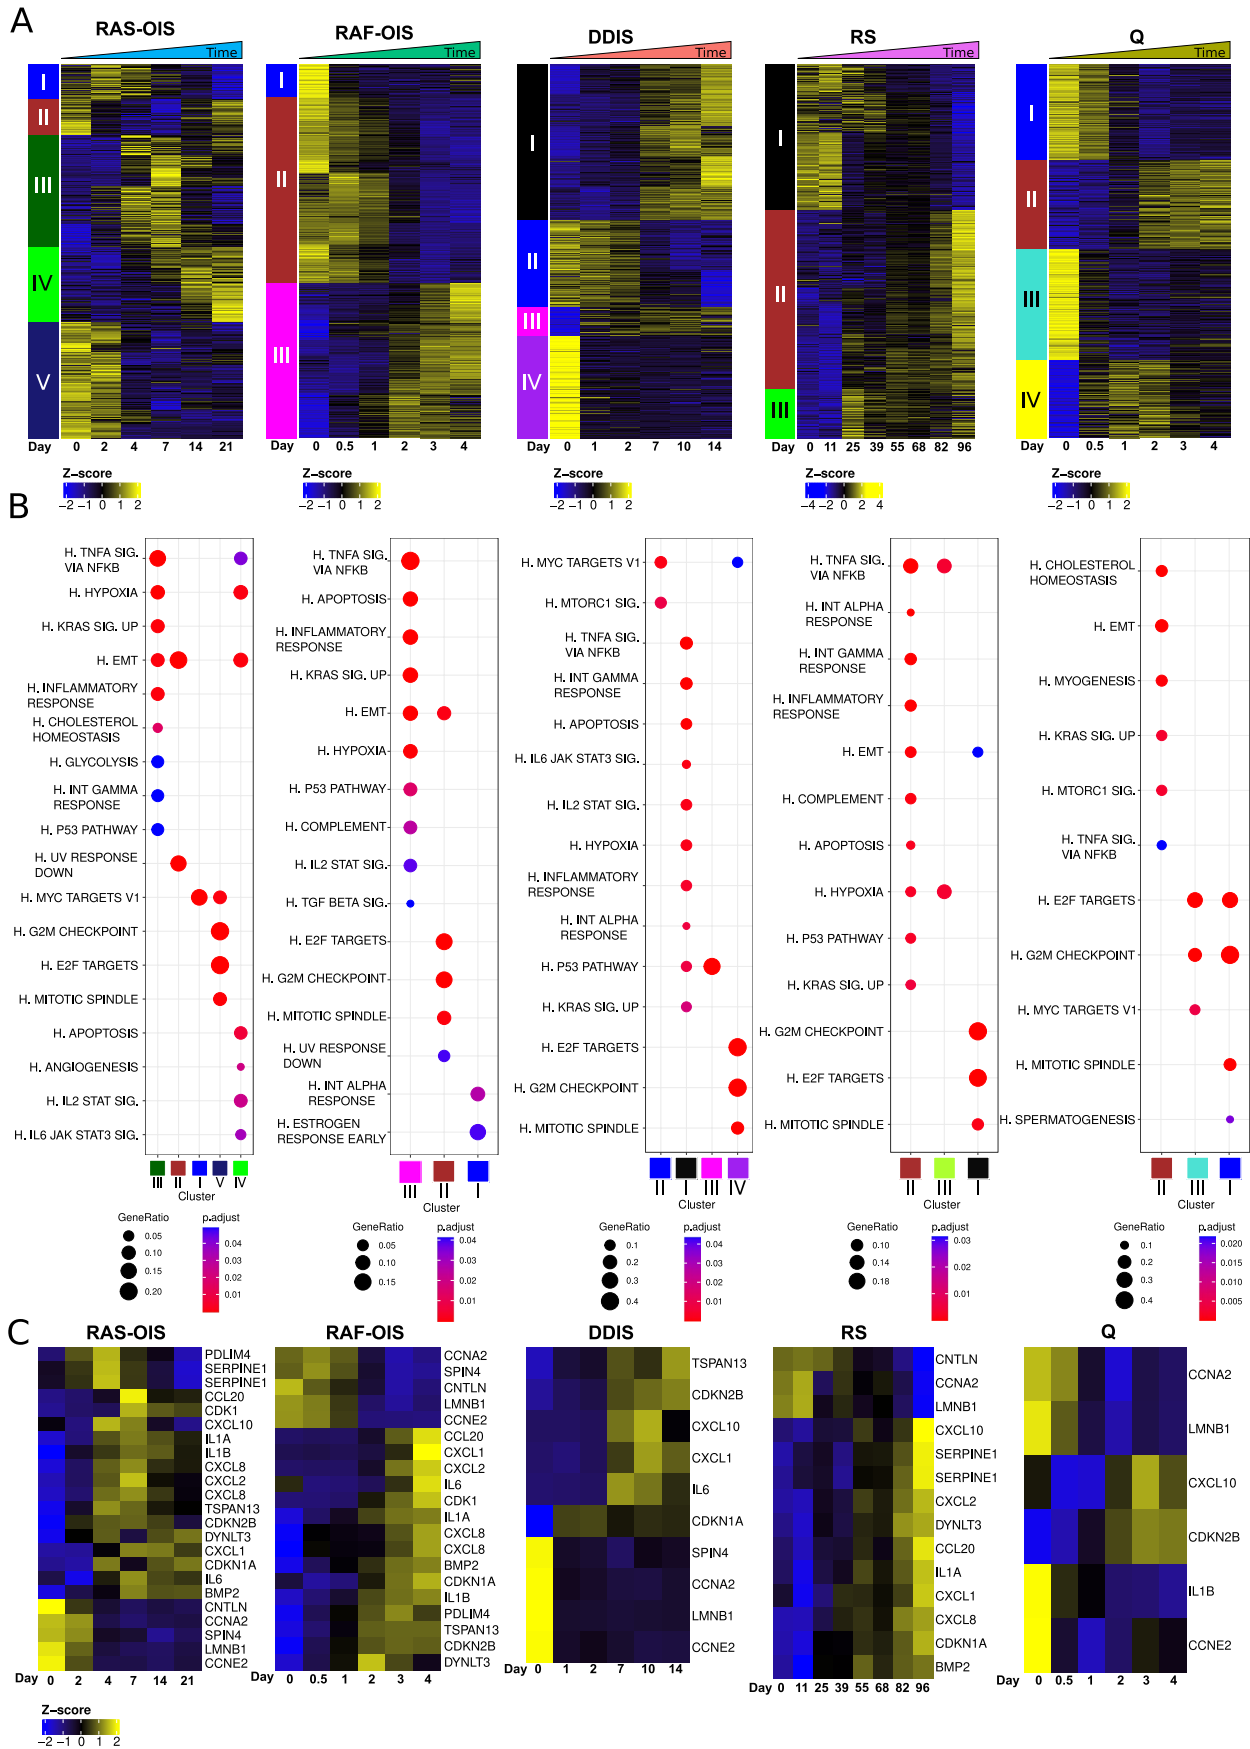 A
RAS-OIS
RAF-OIS
DDIS
RS
Q
Time
Time
Time
Time
Time
I
II
III
IV
V
Day 0 2 4 7 14 21
I
II
III
Day 0 0.5 1 2 3 4
I
II
III
IV
Day 0 1 2 7 10 14
I
II
III
Day 0 11 25 39 55 68 82 96
I
II
III
IV
Day 0 0.5 1 2 3 4
Z-score
-2 -1 0 1 2
Z-score
-2 -1 0 1 2
Z-score
-2 -1 0 1 2
Z-score
-4 -2 0 2 4
Z-score
-2 -1 0 1 2
B
H. TNFA SIG.
VIA NFKB
H. HYPOXIA
H. KRAS SIG. UP
H. EMT
H. INFLAMMATORY
RESPONSE
H. CHOLESTEROL
HOMEOSTASIS
H. GLYCOLYSIS
H. INT GAMMA
RESPONSE
H. P53 PATHWAY
H. UV RESPONSE
DOWN
H. MYC TARGETS V1
H. G2M CHECKPOINT
H. E2F TARGETS
H. MITOTIC SPINDLE
H. APOPTOSIS
H. ANGIOGENESIS
H. IL2 STAT SIG.
H. IL6 JAK STAT3 SIG.
III II I V IV
Cluster
GeneRatio
0.05
0.10
0.15
0.20
p.adjust
0.04
0.03
0.02
0.01
H. TNFA SIG.
VIA NFKB
H. APOPTOSIS
H. INFLAMMATORY
RESPONSE
H. KRAS SIG. UP
H. EMT
H. HYPOXIA
H. P53 PATHWAY
H. COMPLEMENT
H. IL2 STAT SIG.
H. TGF BETA SIG.
H. E2F TARGETS
H. G2M CHECKPOINT
H. MITOTIC SPINDLE
H. UV RESPONSE
DOWN
H. INT ALPHA
RESPONSE
H. ESTROGEN
RESPONSE EARLY
III II I
Cluster
GeneRatio
0.05
0.10
0.15
p.adjust
0.04
0.03
0.02
0.01
H. MYC TARGETS V1
H. MTORC1 SIG.
H. TNFA SIG.
VIA NFKB
H. INT GAMMA
RESPONSE
H. APOPTOSIS
H. IL6 JAK STAT3 SIG.
H. IL2 STAT SIG.
H. HYPOXIA
H. INFLAMMATORY
RESPONSE
H. INT ALPHA
RESPONSE
H. P53 PATHWAY
H. KRAS SIG. UP
H. E2F TARGETS
H. G2M CHECKPOINT
H. MITOTIC SPINDLE
II I III IV
Cluster
GeneRatio
0.1
0.2
0.3
0.4
p.adjust
0.04
0.03
0.02
0.01
H. TNFA SIG.
VIA NFKB
H. INT ALPHA
RESPONSE
H. INT GAMMA
RESPONSE
H. INFLAMMATORY
RESPONSE
H. EMT
H. COMPLEMENT
H. APOPTOSIS
H. HYPOXIA
H. P53 PATHWAY
H. KRAS SIG. UP
H. G2M CHECKPOINT
H. E2F TARGETS
H. MITOTIC SPINDLE
II III I
Cluster
GeneRatio
0.10
0.14
0.18
p.adjust
0.03
0.02
0.01
H. CHOLESTEROL
HOMEOSTASIS
H. EMT
H. MYOGENESIS
H. KRAS SIG. UP
H. MTORC1 SIG.
H. TNFA SIG.
VIA NFKB
H. E2F TARGETS
H. G2M CHECKPOINT
H. MYC TARGETS V1
H. MITOTIC SPINDLE
H. SPERMATOGENESIS
II III I
Cluster
GeneRatio
0.1
0.2
0.3
0.4
p.adjust
0.020
0.015
0.010
0.005
C
RAS-OIS
PDLIM4
SERPINE1
SERPINE1
CCL20
CDK1
CXCL10
IL1A
IL1B
CXCL8
CXCL2
CXCL8
TSPAN13
CDKN2B
DYNLT3
CXCL1
CDKN1A
IL6
BMP2
CNTLN
CCNA2
SPIN4
LMNB1
CCNE2
Day 0 2 4 7 14 21
RAF-OIS
CCNA2
SPIN4
CNTLN
LMNB1
CCNE2
CCL20
CXCL1
CXCL2
IL6
CDK1
IL1A
CXCL8
CXCL8
BMP2
CDKN1A
IL1B
PDLIM4
TSPAN13
CDKN2B
DYNLT3
Day 0 0.5 1 2 3 4
DDIS
TSPAN13
CDKN2B
CXCL10
CXCL1
IL6
CDKN1A
SPIN4
CCNA2
LMNB1
CCNE2
Day 0 1 2 7 10 14
RS
CNTLN
CCNA2
LMNB1
CXCL10
SERPINE1
SERPINE1
CXCL2
DYNLT3
CCL20
IL1A
CXCL1
CXCL8
CDKN1A
BMP2
Day 0 11 25 39 55 68 82 96
Q
CCNA2
LMNB1
CXCL10
CDKN2B
IL1B
CCNE2
Day 0 0.5 1 2 3 4
Z-score
-2 -1 0 1 2